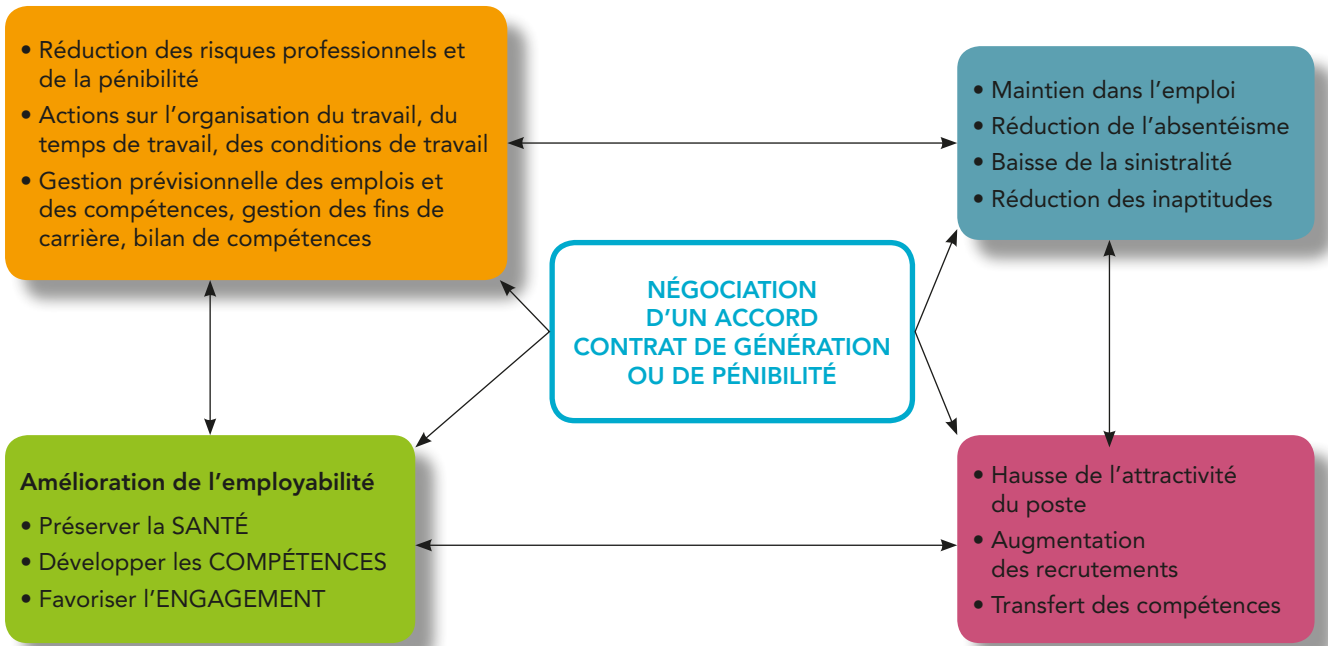 • Réduction des risques professionnels et
de la pénibilité
• Actions sur l'organisation du travail, du
temps de travail, des conditions de travail
• Gestion prévisionnelle des emplois et
des compétences, gestion des fins de
carrière, bilan de compétences
• Maintien dans l'emploi
• Réduction de l'absentéisme
• Baisse de la sinistralité
• Réduction des inaptitudes
NÉGOCIATION
D'UN ACCORD
CONTRAT DE GÉNÉRATION
OU DE PÉNIBILITÉ
Amélioration de l'employabilité
• Préserver la SANTÉ
• Développer les COMPÉTENCES
• Favoriser l'ENGAGEMENT
• Hausse de l'attractivité
du poste
• Augmentation
des recrutements
• Transfert des compétences